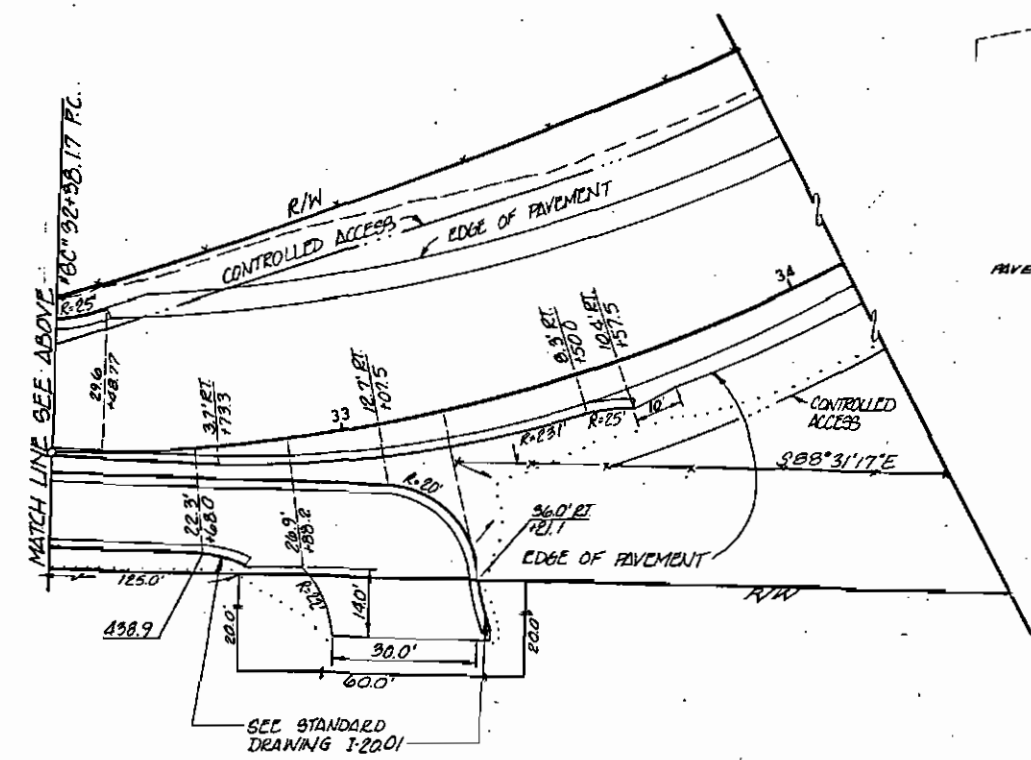 "BC" 32+38.17 P.C.
MATCH LINE SEE ABOVE
R/W
CONTROLLED ACCESS
EDGE OF PAVEMENT
R=25'
29.6
+48.77
3.7' RT.
+73.3
33
12.7' RT.
+07.5
8.3' RT.
+50.0
10.4' RT.
+57.5
34
PAVE
R=25'
10'
R=231'
CONTROLLED
ACCESS
S88°31'17"E
R=20'
22.3'
+68.0
26.9'
+88.2
36.0' RT.
+21.1
EDGE OF PAVEMENT
R/W
125.0'
438.9
20.0'
14.0'
30.0'
20.0'
60.0'
SEE STANDARD
DRAWING I-20.01